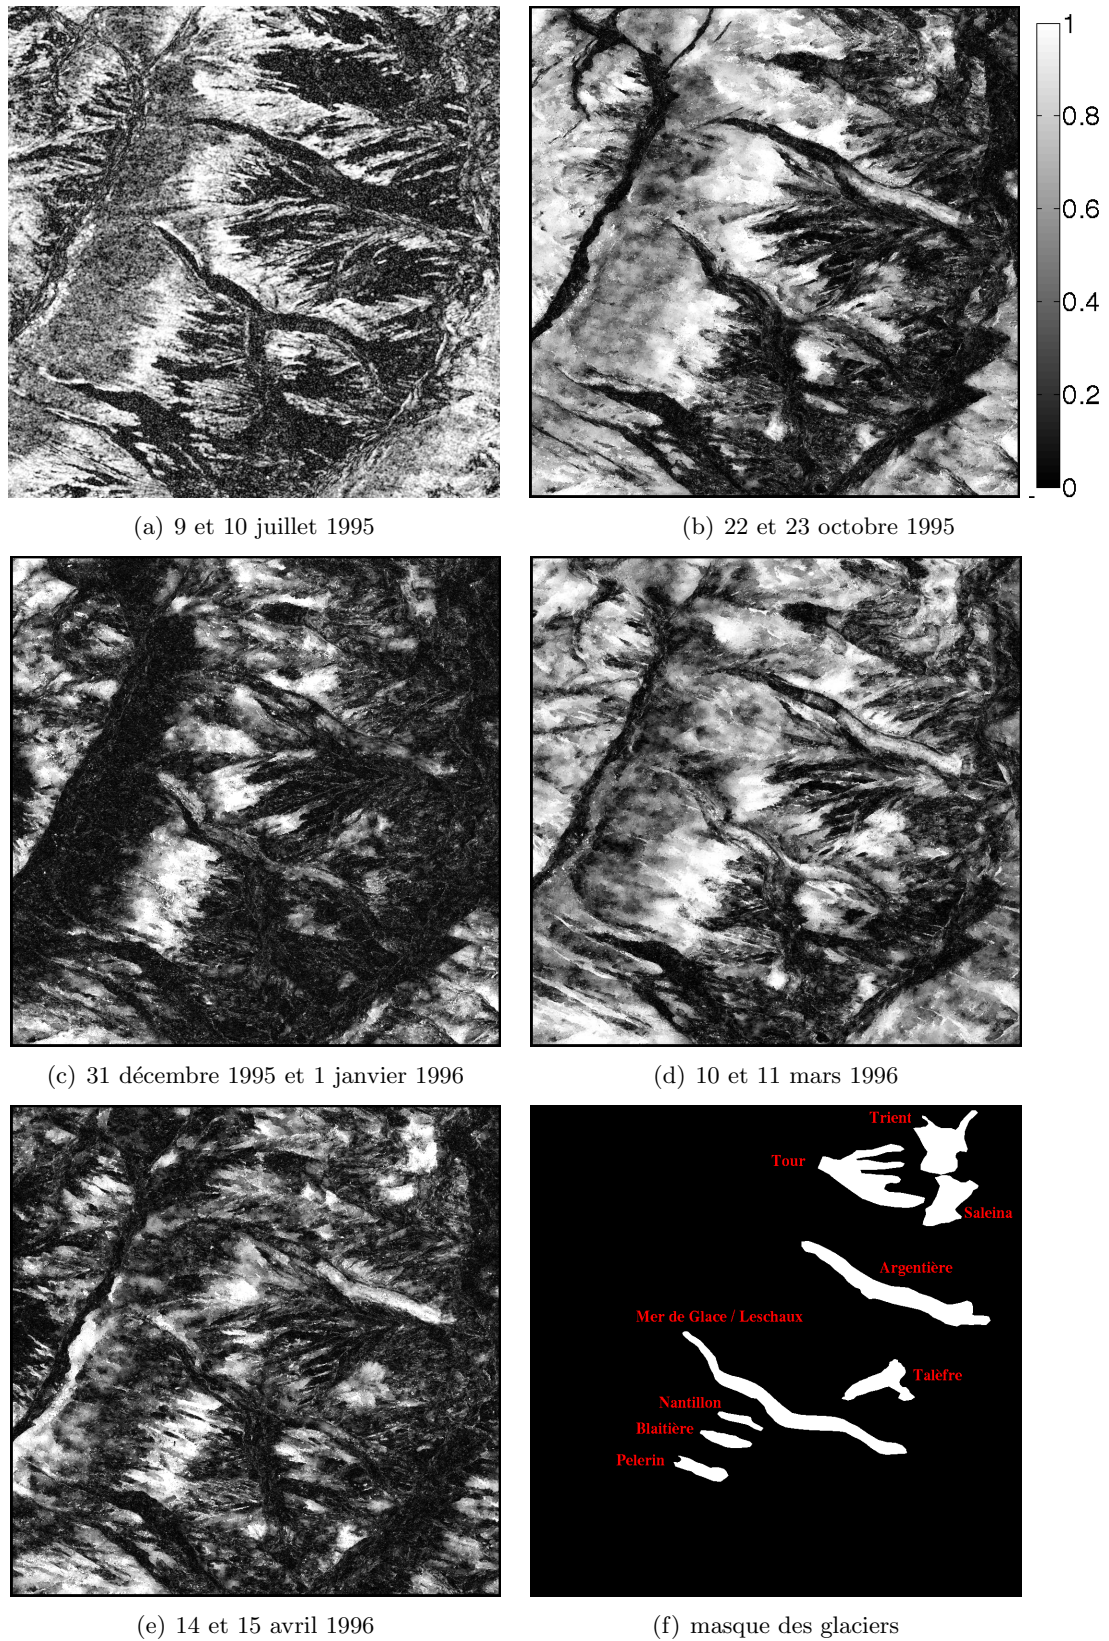 1
0.8
0.6
0.4
0.2
0
(a) 9 et 10 juillet 1995
(b) 22 et 23 octobre 1995
(c) 31 décembre 1995 et 1 janvier 1996
(d) 10 et 11 mars 1996
Trient
Tour
Saleina
Argentière
Mer de Glace / Leschaux
Talèfre
Nantillon
Blaitière
Pelerin
(e) 14 et 15 avril 1996
(f) masque des glaciers